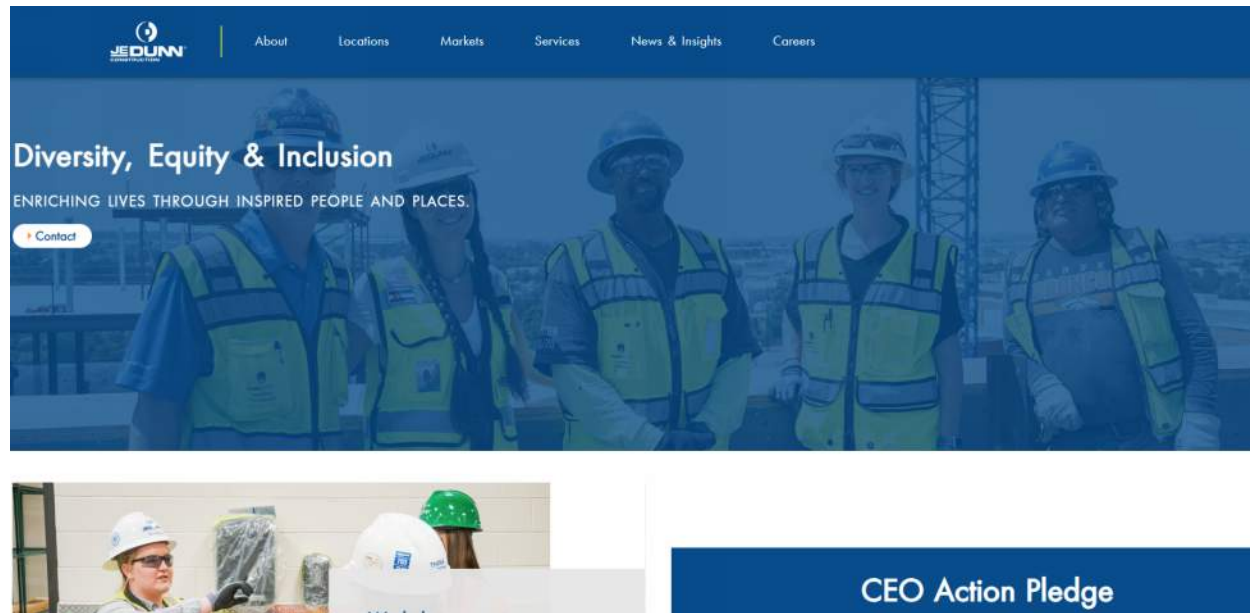 JEDUNN
CONSTRUCTION
About
Locations
Markets
Services
News & Insights
Careers
Diversity, Equity & Inclusion
ENRICHING LIVES THROUGH INSPIRED PEOPLE AND PLACES.
Contact
CEO Action Pledge